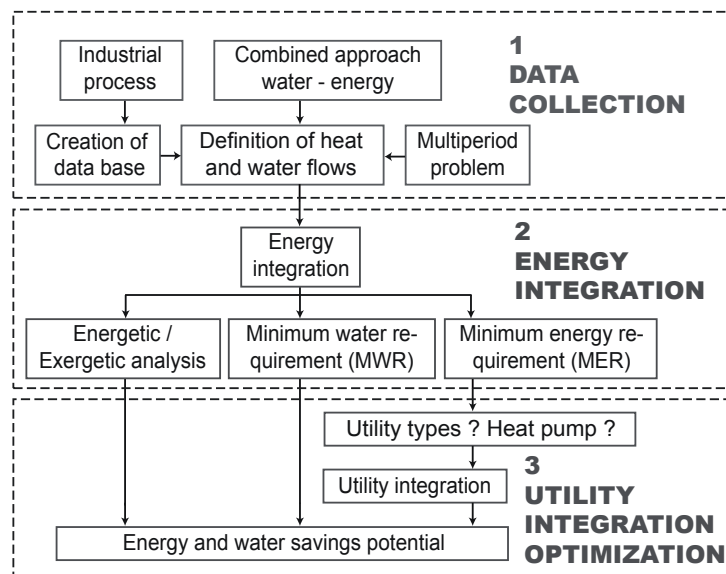 Industrial
process
Combined approach
water - energy
1
DATA
COLLECTION
Creation of
data base
Definition of heat
and water flows
Multiperiod
problem
Energy
integration
2
ENERGY
INTEGRATION
Energetic /
Exergetic analysis
Minimum water re-
quirement (MWR)
Minimum energy re-
quirement (MER)
Utility types ? Heat pump ?
Utility integration
3
UTILITY
INTEGRATION
OPTIMIZATION
Energy and water savings potential